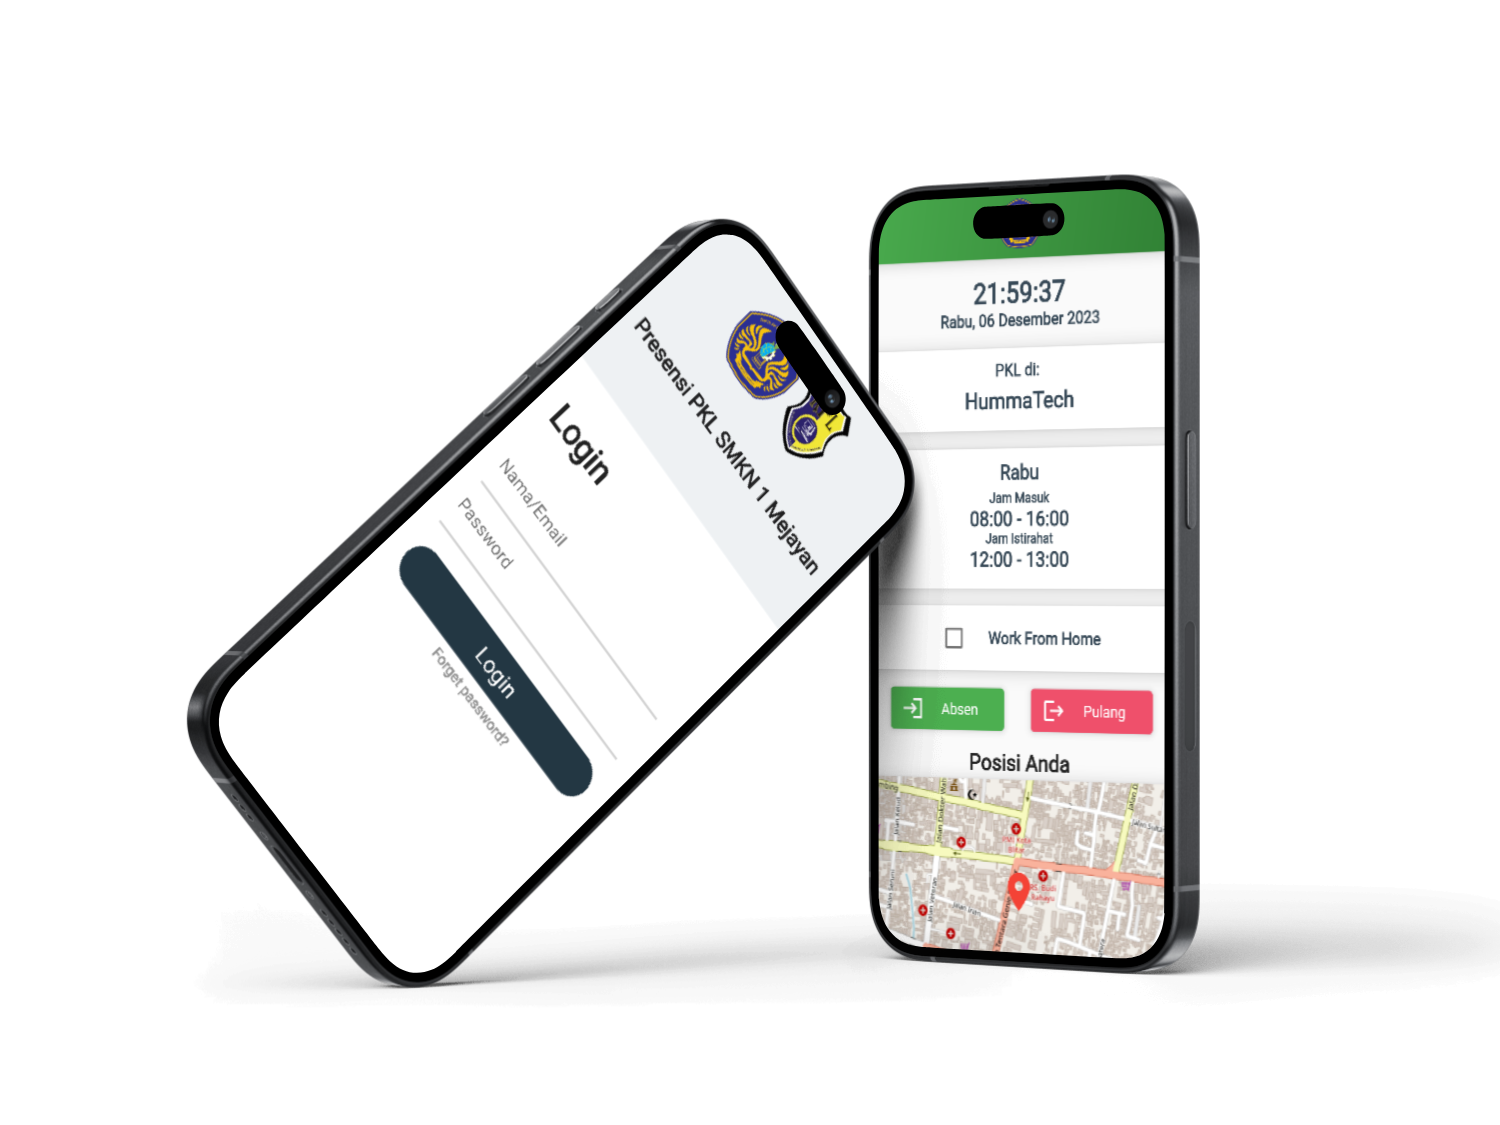 Presensi PKL SMKN 1 Mejayan
Login
Nama/Email
Password
Login
Forget password?
21:59:37
Rabu, 06 Desember 2023
PKL di:
HummaTech
Rabu
Jam Masuk
08:00 - 16:00
Jam Istirahat
12:00 - 13:00
Work From Home
Absen
Pulang
Posisi Anda